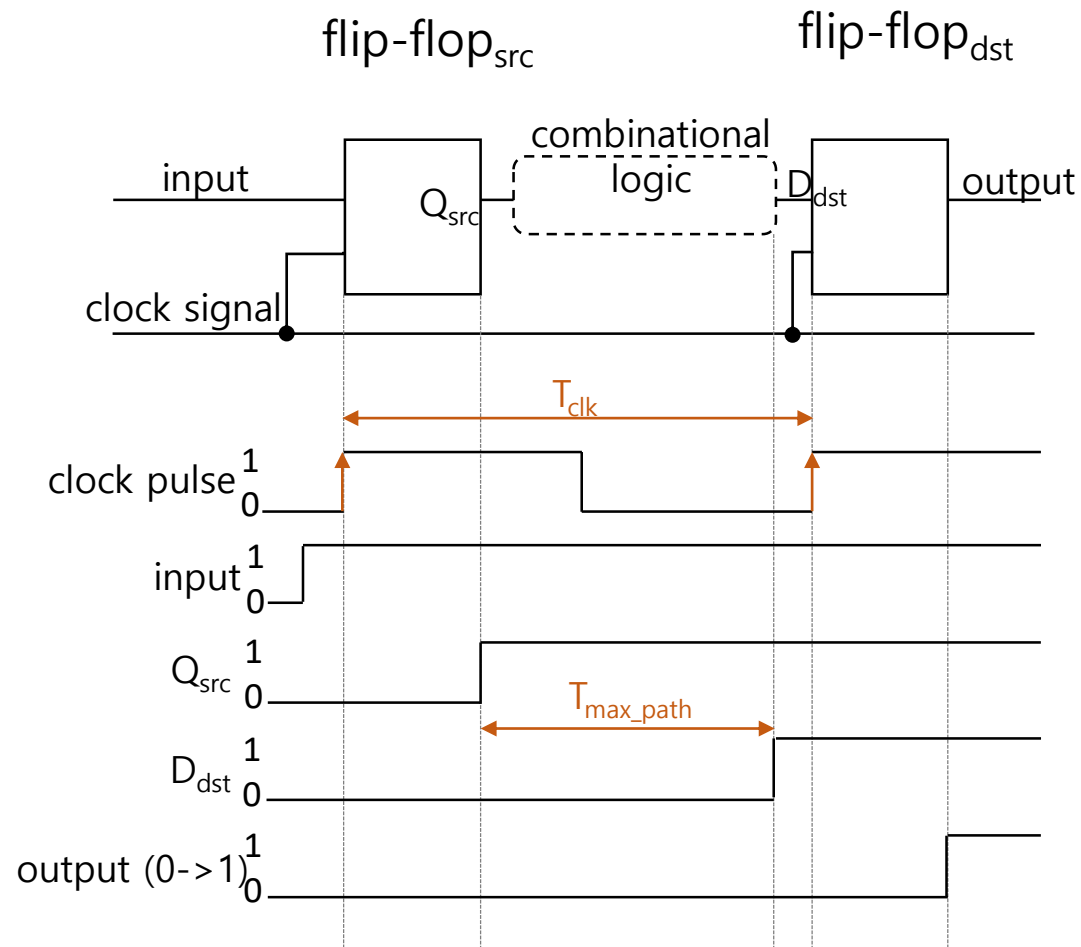 flip-flopsrc
flip-flopdst
combinational
logic
input
Qsrc
Ddst
output
clock signal
Tclk
clock pulse
1
0
input
1
0
Qsrc
1
0
Tmax_path
Ddst
1
0
output (0->1)
1
0